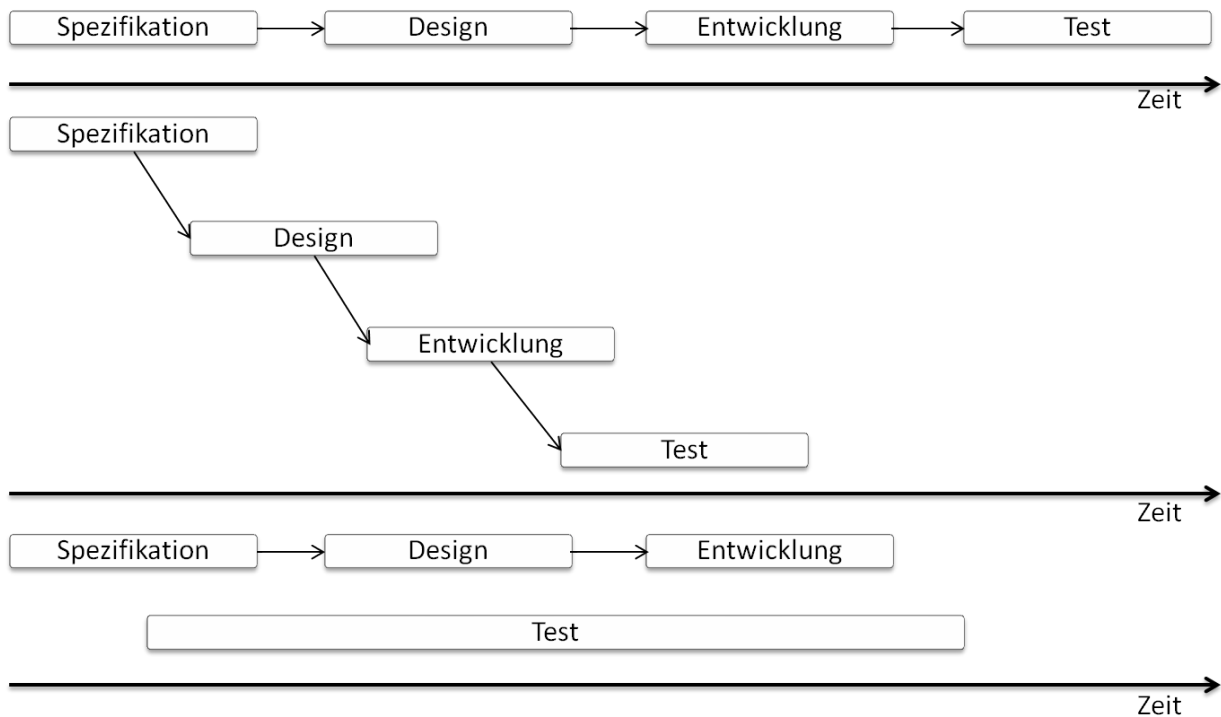 Spezifikation Design Entwicklung Test
Zeit
Spezifikation
Design
Entwicklung
Test
Zeit
Spezifikation Design Entwicklung
Test
Zeit